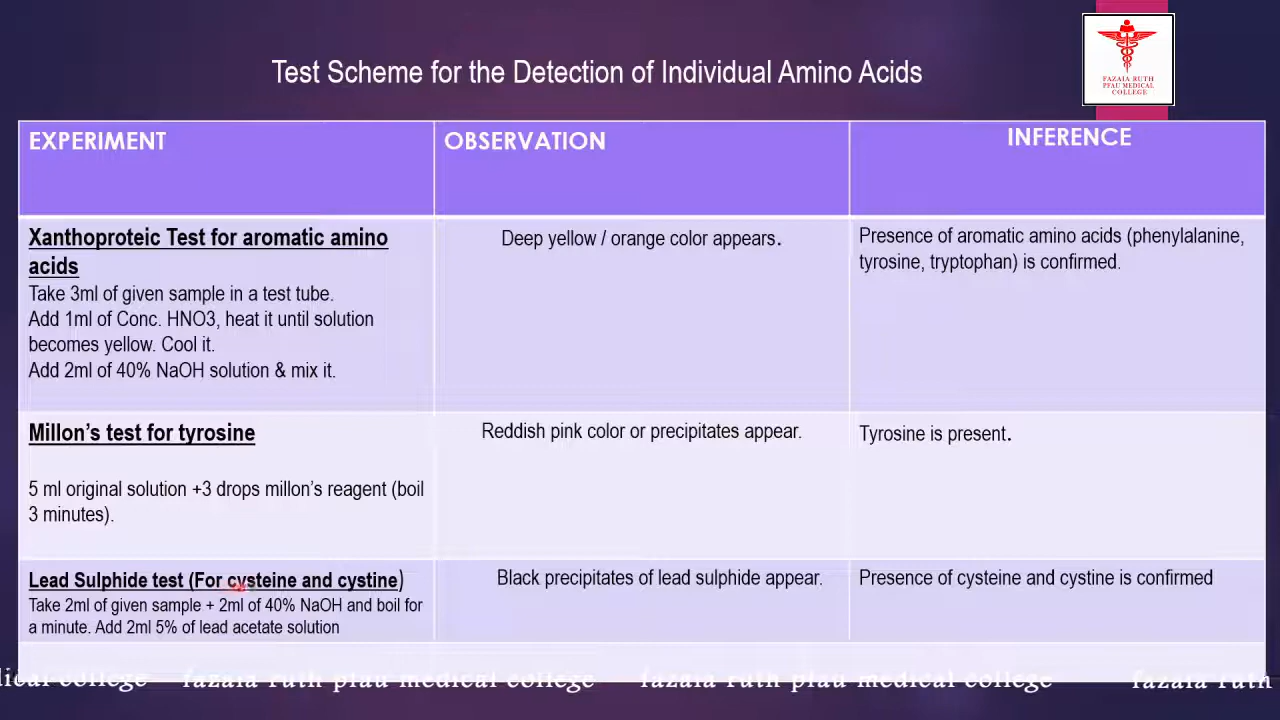 Test Scheme for the Detection of Individual Amino Acids
FAZAIA RUTH
PFAU MEDICAL
COLLEGE
EXPERIMENT
OBSERVATION
INFERENCE
Xanthoproteic Test for aromatic amino
acids
Take 3ml of given sample in a test tube.
Add 1ml of Conc. HNO3, heat it until solution
becomes yellow. Cool it.
Add 2ml of 40% NaOH solution & mix it.
Deep yellow / orange color appears.
Presence of aromatic amino acids (phenylalanine,
tyrosine, tryptophan) is confirmed.
Millon’s test for tyrosine
5 ml original solution +3 drops millon’s reagent (boil
3 minutes).
Reddish pink color or precipitates appear.
Tyrosine is present.
Lead Sulphide test (For cysteine and cystine)
Take 2ml of given sample + 2ml of 40% NaOH and boil for
a minute. Add 2ml 5% of lead acetate solution
Black precipitates of lead sulphide appear.
Presence of cysteine and cystine is confirmed
dical college fazaia ruth pfau medical college fazaia ruth pfau medical college fazaia ruth